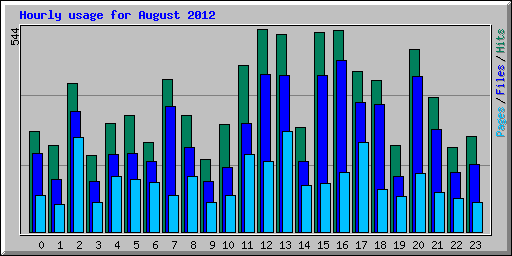 Hourly usage for August 2012
544
Pages/Files/Hits
0 1 2 3 4 5 6 7 8 9 10 11 12 13 14 15 16 17 18 19 20 21 22 23